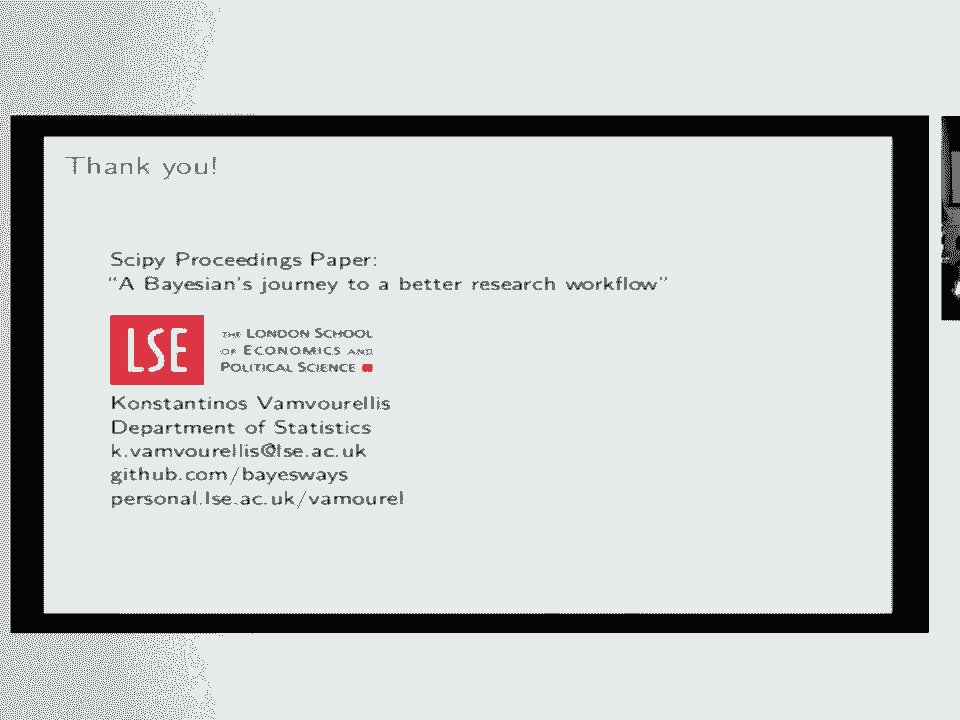 Thank you!
Scipy Proceedings Paper:
“A Bayesian's journey to a better research workflow”
LSE
THE LONDON SCHOOL
OF ECONOMICS AND
POLITICAL SCIENCE
Konstantinos Vamvourellis
Department of Statistics
k.vamvourellis@lse.ac.uk
github.com/bayesways
personal.lse.ac.uk/vamourel